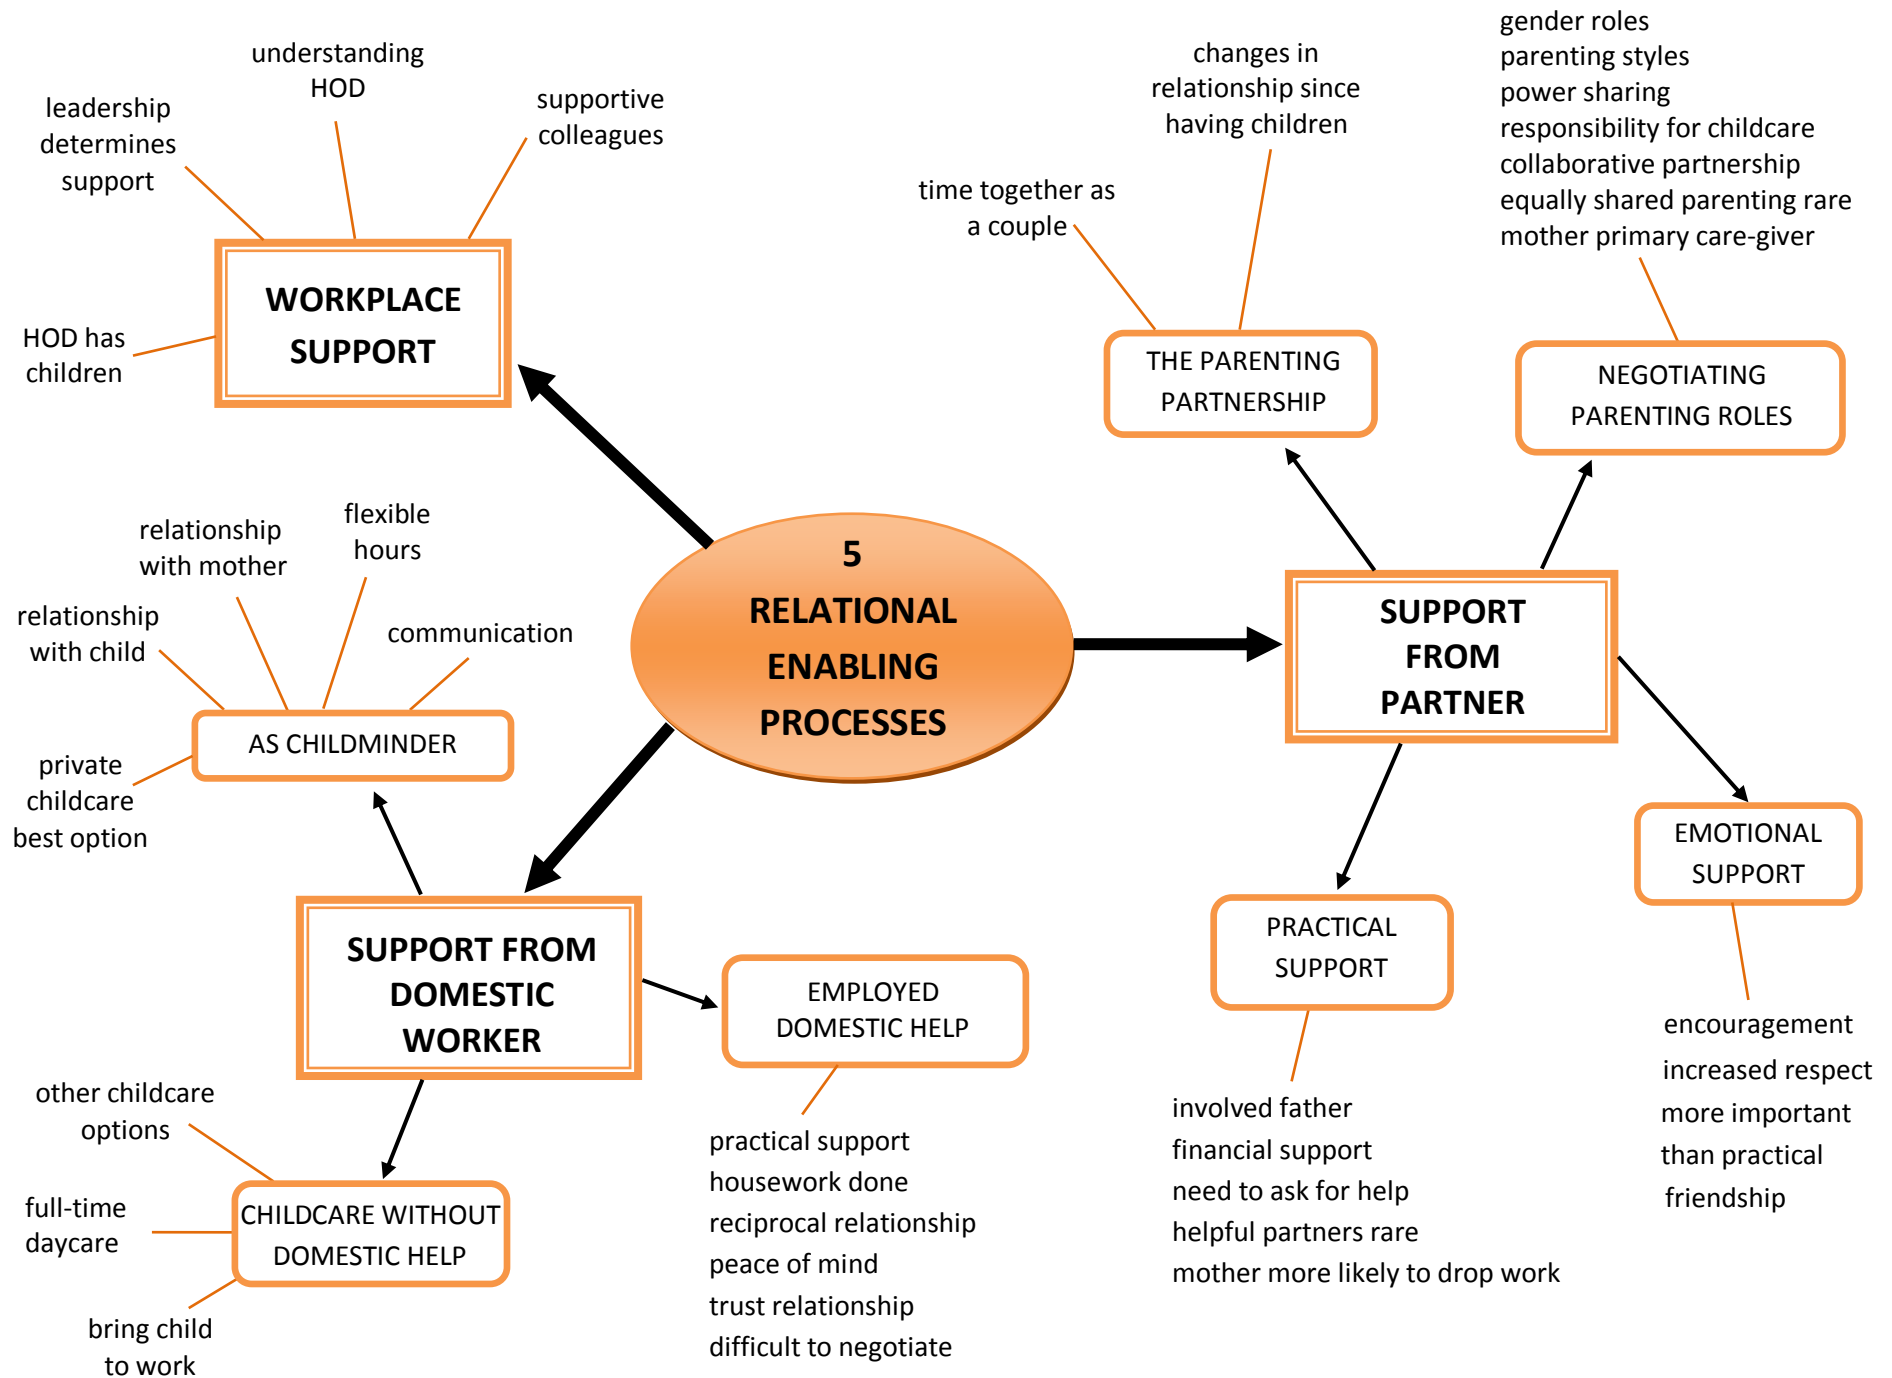 understanding
HOD
leadership
determines
support
supportive
colleagues
WORKPLACE
SUPPORT
HOD has
children
changes in
relationship since
having children
time together as
a couple
gender roles
parenting styles
power sharing
responsibility for childcare
collaborative partnership
equally shared parenting rare
mother primary care-giver
THE PARENTING
PARTNERSHIP
NEGOTIATING
PARENTING ROLES
5
RELATIONAL
ENABLING
PROCESSES
SUPPORT
FROM
PARTNER
flexible
hours
relationship
with mother
relationship
with child
communication
AS CHILDMINDER
private
childcare
best option
SUPPORT FROM
DOMESTIC
WORKER
EMPLOYED
DOMESTIC HELP
practical support
housework done
reciprocal relationship
peace of mind
trust relationship
difficult to negotiate
other childcare
options
full-time
daycare
CHILDCARE WITHOUT
DOMESTIC HELP
bring child
to work
PRACTICAL
SUPPORT
involved father
financial support
need to ask for help
helpful partners rare
mother more likely to drop work
EMOTIONAL
SUPPORT
encouragement
increased respect
more important
than practical
friendship